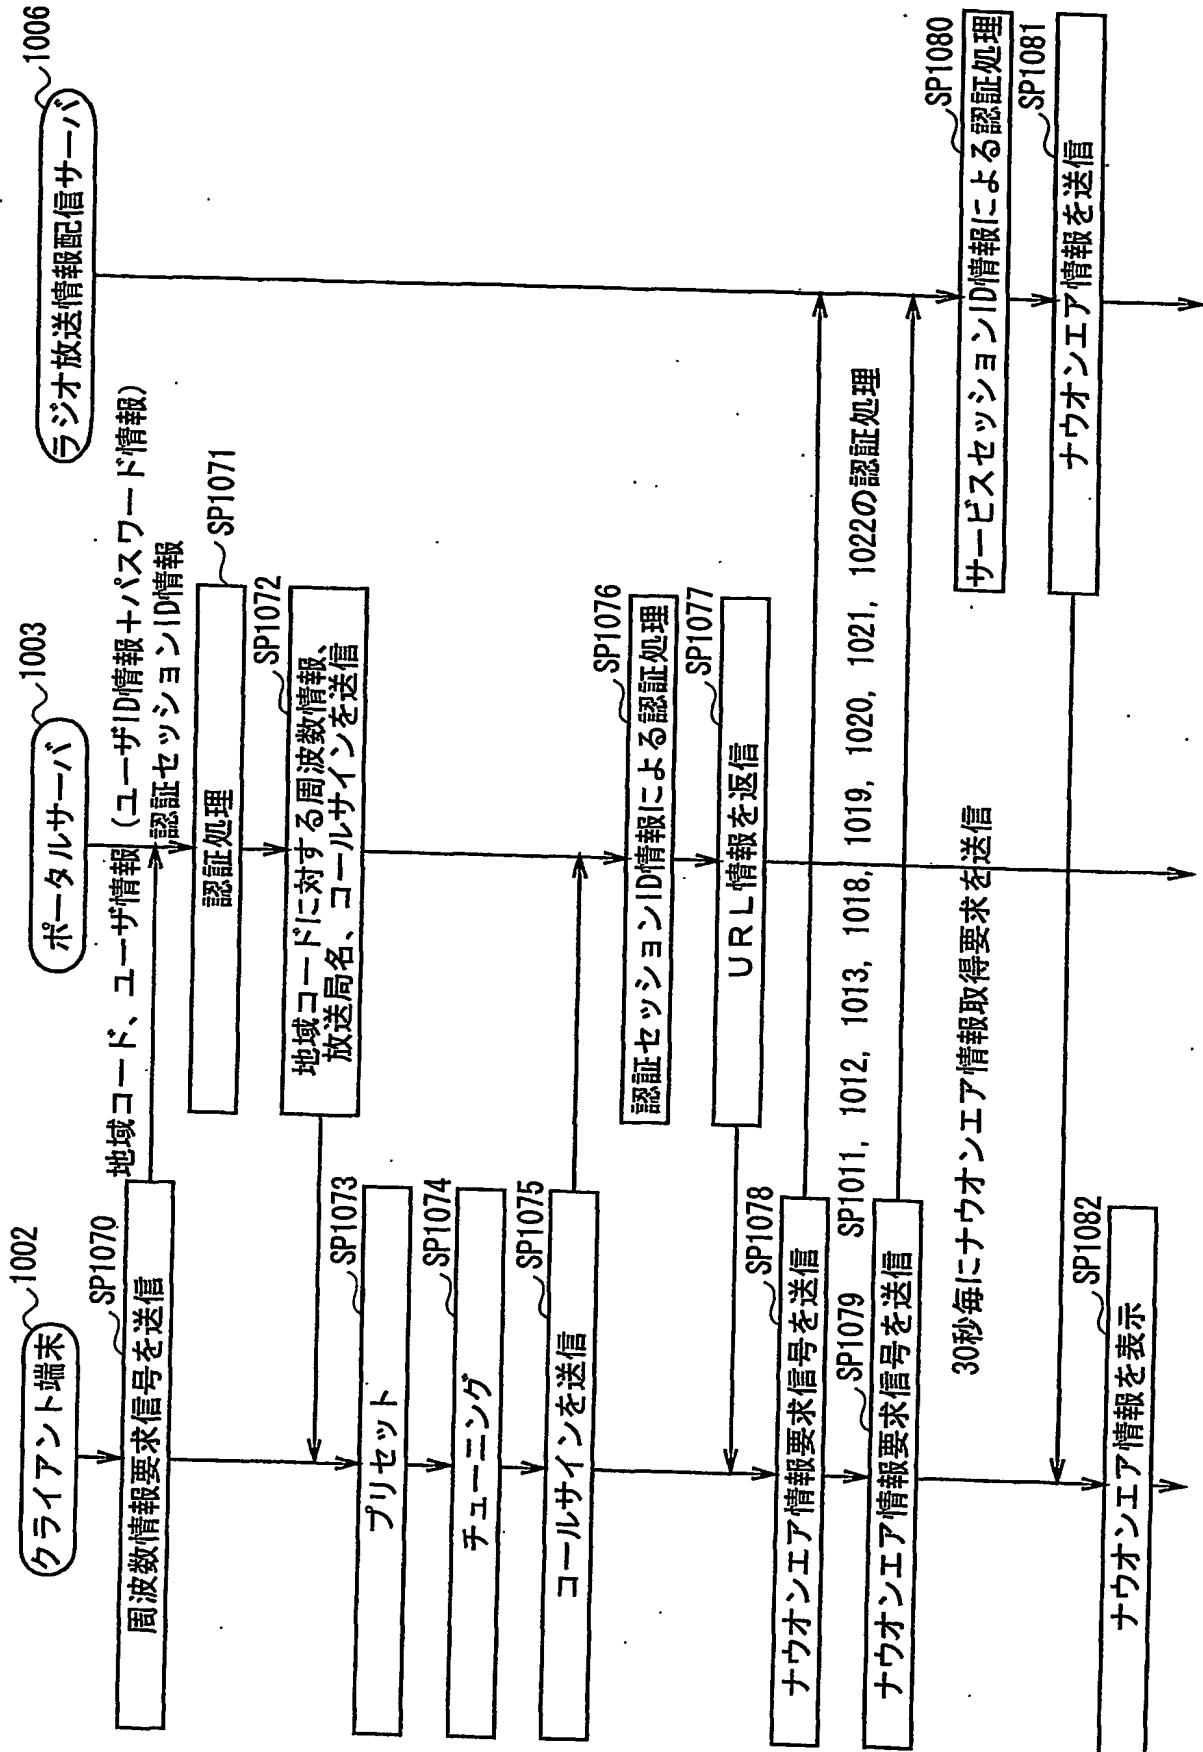 クライアント端末
1002
ポータルサーバ
1003
ラジオ放送情報配信サーバ
1006
SP1070
周波数情報要求信号を送信
地域コード、ユーザ情報(ユーザID情報+パスワード情報)
認証セッションID情報
SP1071
認証処理
SP1072
地域コードに対する周波数情報、
放送局名、コールサインを送信
SP1073
プリセット
SP1074
チューニング
SP1075
コールサインを送信
SP1076
認証セッションID情報による認証処理
SP1077
URL情報を返信
SP1078
ナウオンエア情報要求信号を送信
SP1011, 1012, 1013, 1018, 1019, 1020, 1021, 1022の認証処理
SP1079
ナウオンエア情報要求信号を送信
30秒毎にナウオンエア情報取得要求を送信
SP1080
サービスセッションID情報による認証処理
SP1081
ナウオンエア情報を送信
SP1082
ナウオンエア情報を表示